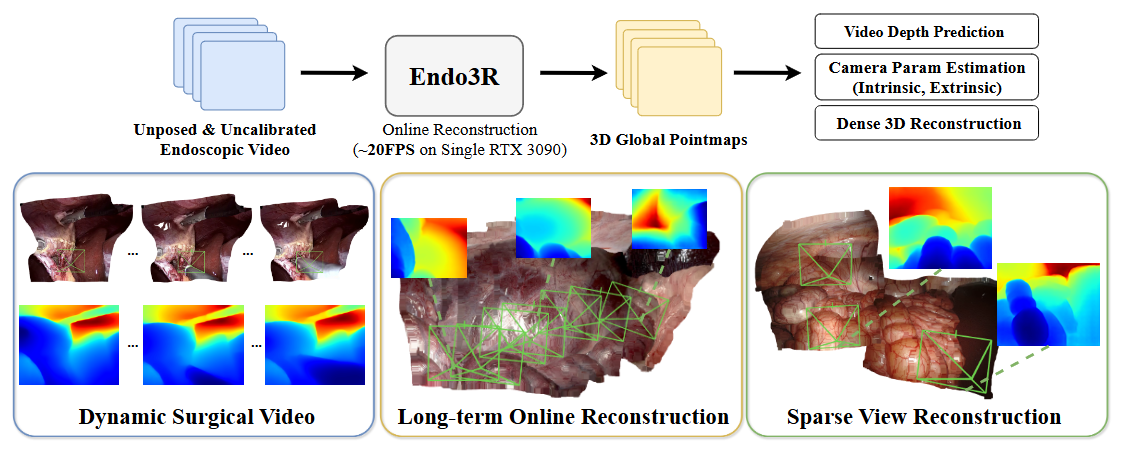 Unposed & Uncalibrated
Endoscopic Video
Endo3R
Online Reconstruction
(~20FPS on Single RTX 3090)
3D Global Pointmaps
Video Depth Prediction
Camera Param Estimation
(Intrinsic, Extrinsic)
Dense 3D Reconstruction
...
...
...
...
Dynamic Surgical Video
Long-term Online Reconstruction
Sparse View Reconstruction